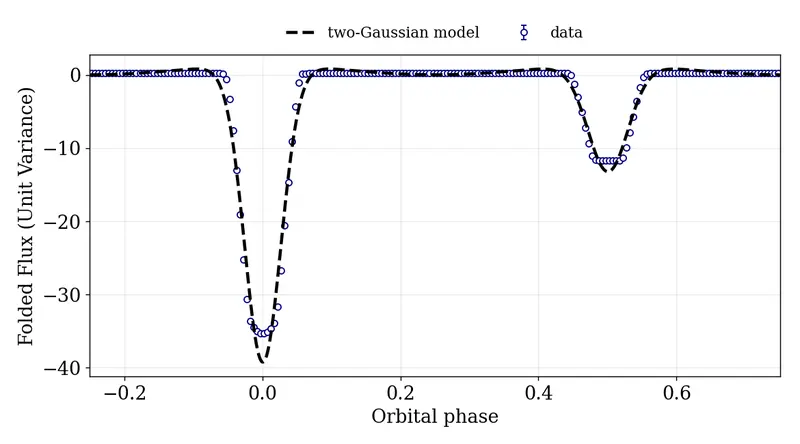 two-Gaussian model
data
Folded Flux (Unit Variance)
0
−10
−20
−30
−40
−0.2
0.0
0.2
0.4
0.6
Orbital phase